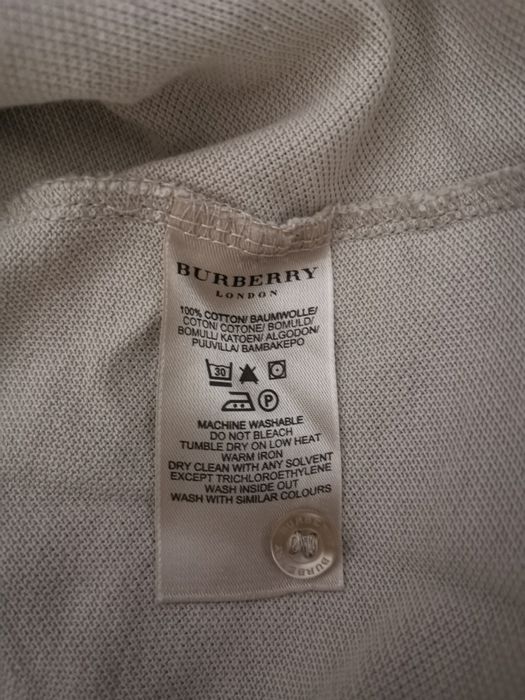 BURBERRY
LONDON
100% COTTON/ BAUMWOLLE/
COTON/ COTONE/ BOMULD/
BOMULL/ KATOEN/ ALGODON/
PUUVILLA/ BAMBAKEPO
30
P
MACHINE WASHABLE
DO NOT BLEACH
TUMBLE DRY ON LOW HEAT
WARM IRON
DRY CLEAN WITH ANY SOLVENT
EXCEPT TRICHLOROETHYLENE
WASH INSIDE OUT
WASH WITH SIMILAR COLOURS
BURBE